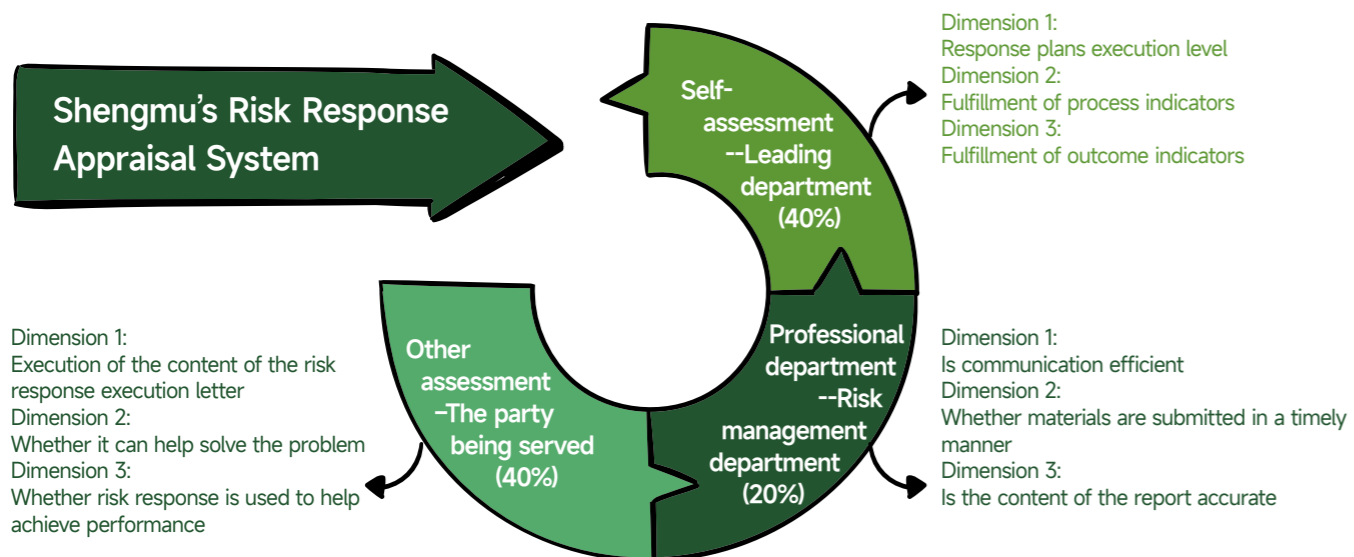 Shengmu's Risk Response
Appraisal System
Self-
assessment
--Leading
department
(40%)
Dimension 1:
Response plans execution level
Dimension 2:
Fulfillment of process indicators
Dimension 3:
Fulfillment of outcome indicators
Professional
department
--Risk
management
department
(20%)
Dimension 1:
Is communication efficient
Dimension 2:
Whether materials are submitted in a timely
manner
Dimension 3:
Is the content of the report accurate
Other
assessment
-The party
being served
(40%)
Dimension 1:
Execution of the content of the risk
response execution letter
Dimension 2:
Whether it can help solve the problem
Dimension 3:
Whether risk response is used to help
achieve performance